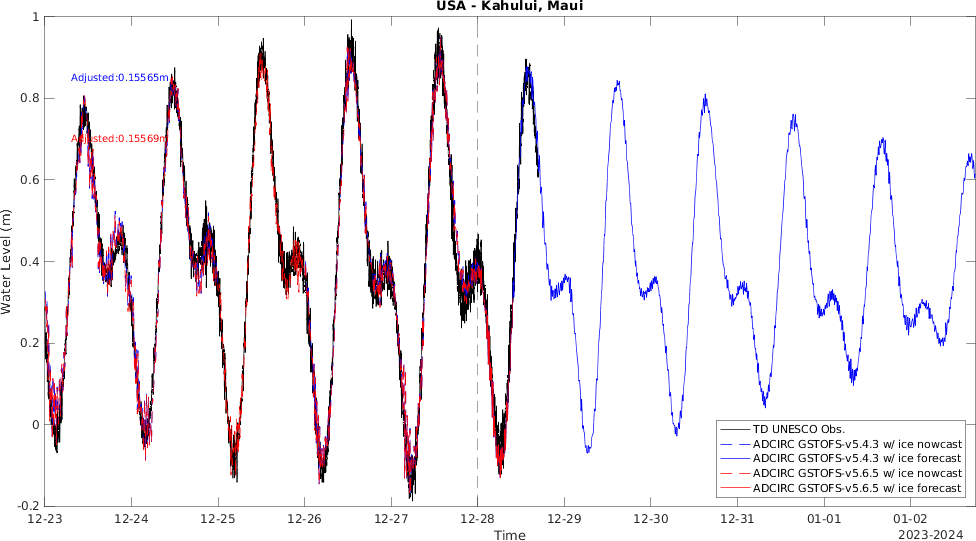 USA - Kahului, Maui
1
0.8
0.6
0.4
0.2
0
-0.2
Water Level (m)
Adjusted:0.15565m
Adjusted:0.15569m
TD UNESCO Obs.
ADCIRC GSTOFS-v5.4.3 w/ ice nowcast
ADCIRC GSTOFS-v5.4.3 w/ ice forecast
ADCIRC GSTOFS-v5.6.5 w/ ice nowcast
ADCIRC GSTOFS-v5.6.5 w/ ice forecast
12-23 12-24 12-25 12-26 12-27 12-28 12-29 12-30 12-31 01-01 01-02
Time
2023-2024